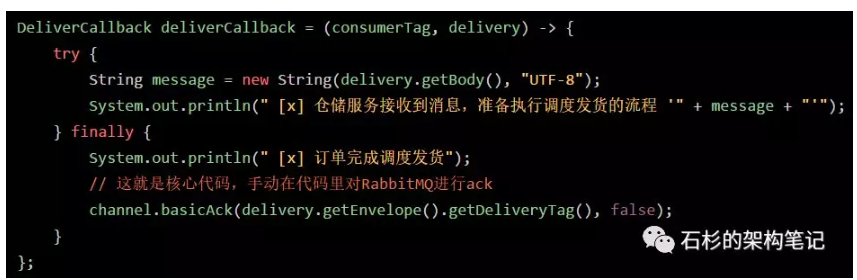 DeliverCallback deliverCallback = (consumerTag, delivery) -> {
    try {
        String message = new String(delivery.getBody(), "UTF-8");
        System.out.println(" [x] 仓储服务接收到消息，准备执行调度发货的流程 '" + message + "'");
    } finally {
        System.out.println(" [x] 订单完成调度发货");
        // 这就是核心代码，手动在代码里对RabbitMQ进行ack
        channel.basicAck(delivery.getEnvelope().getDeliveryTag(), false);
    }
};
石杉的架构笔记